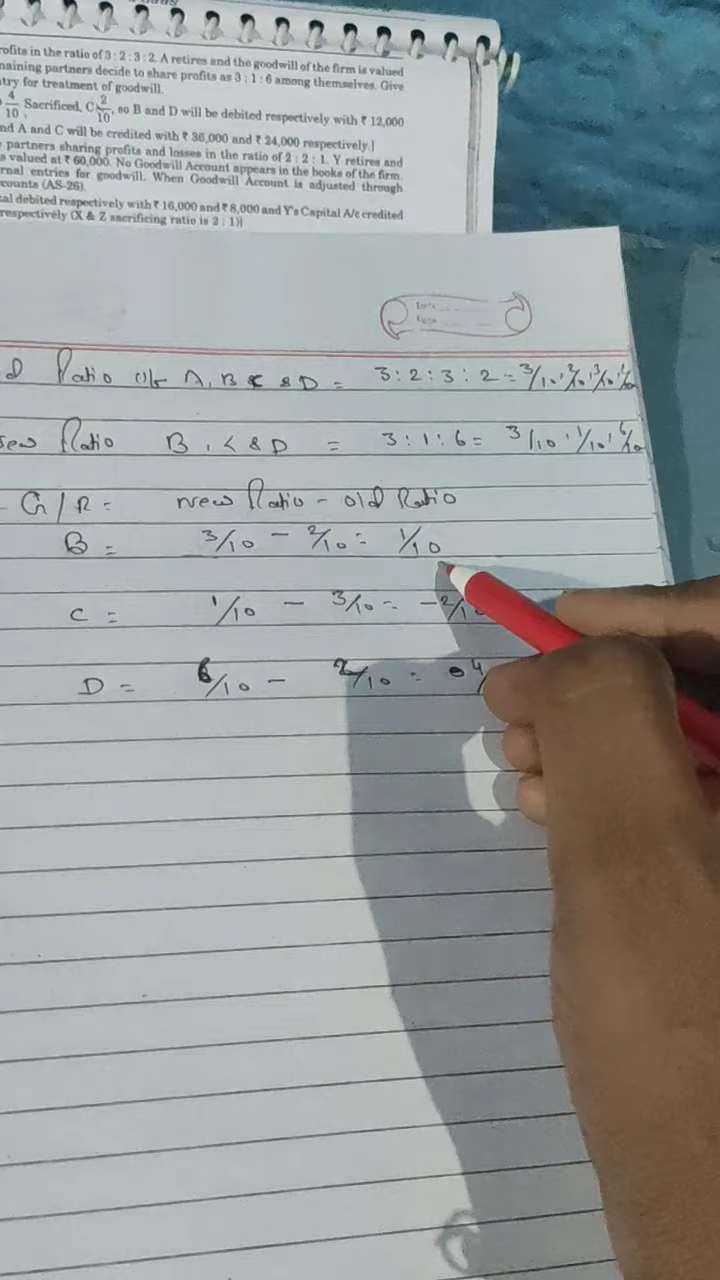 rofits in the ratio of 3 : 2 : 3 : 2. A retires and the goodwill of the firm is valued
naining partners decide to share profits as 3 : 1 : 6 among themselves. Give
try for treatment of goodwill.
4/10 Sacrificed, C 2/10, so B and D will be debited respectively with ₹ 12,000
nd A and C will be credited with ₹ 36,000 and ₹ 24,000 respectively.]
partners sharing profits and losses in the ratio of 2 : 2 : 1. Y retires and
s valued at ₹ 60,000. No Goodwill Account appears in the books of the firm.
rnal entries for goodwill. When Goodwill Account is adjusted through
counts (AS-26).
al debited respectively with ₹ 16,000 and ₹ 8,000 and Y's Capital A/c credited
respectively (X & Z sacrificing ratio is 2 : 1)]
Date
d Ratio of A, B C & D = 3 : 2 : 3 : 2 = 3/10 : 2/10 : 3/10 : 2/10
ew Ratio B, C & D = 3 : 1 : 6 = 3/10 : 1/10 : 6/10
G/R = new Ratio - old Ratio
B = 3/10 - 2/10 = 1/10
C = 1/10 - 3/10 = -2/10
D = 6/10 - 2/10 = 4/